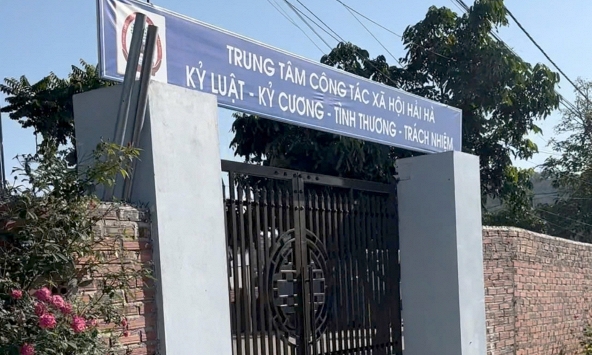 TRUNG TÂM CÔNG TÁC XÃ HỘI HẢI HÀ
KỶ LUẬT - KỶ CƯƠNG - TÌNH THƯƠNG - TRÁCH NHIỆM